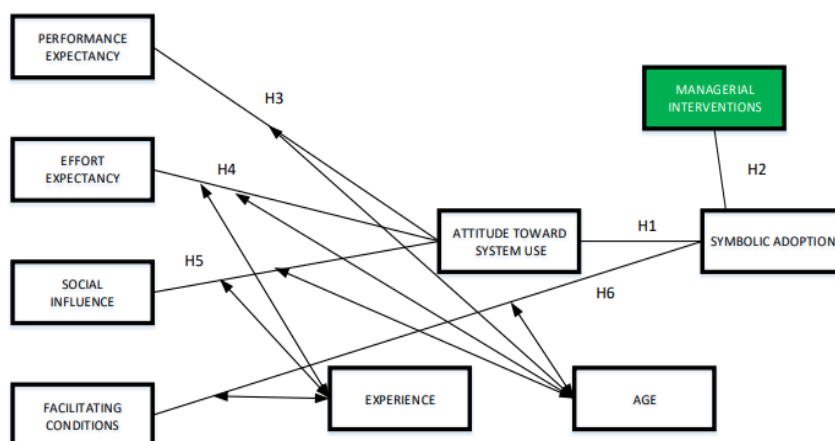 PERFORMANCE
EXPECTANCY
H3
MANAGERIAL
INTERVENTIONS
EFFORT
EXPECTANCY
H4
H2
ATTITUDE TOWARD
SYSTEM USE
H1
SYMBOLIC ADOPTION
H5
SOCIAL
INFLUENCE
H6
FACILITATING
CONDITIONS
EXPERIENCE
AGE